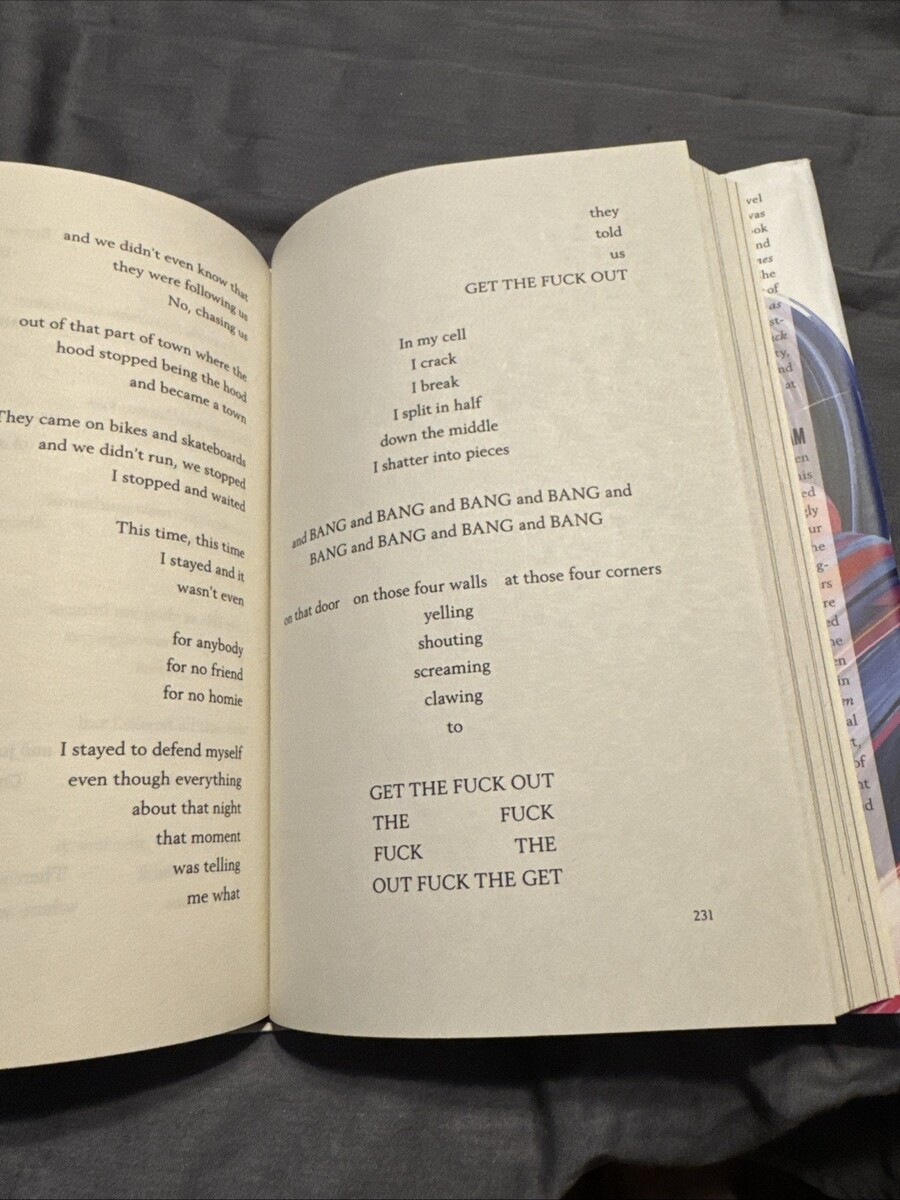 and we didn't even know that
they were following us
No, chasing us
out of that part of town where the
hood stopped being the hood
and became a town
They came on bikes and skateboards
and we didn't run, we stopped
I stopped and waited
This time, this time
I stayed and it
wasn't even
for anybody
for no friend
for no homie
I stayed to defend myself
even though everything
about that night
that moment
was telling
me what
they
told
us
GET THE FUCK OUT
In my cell
I crack
I break
I split in half
down the middle
I shatter into pieces
and BANG and BANG and BANG and BANG and
BANG and BANG and BANG and BANG
on that door on those four walls at those four corners
yelling
shouting
screaming
clawing
to
GET THE FUCK OUT
THE FUCK
FUCK THE
OUT FUCK THE GET
231